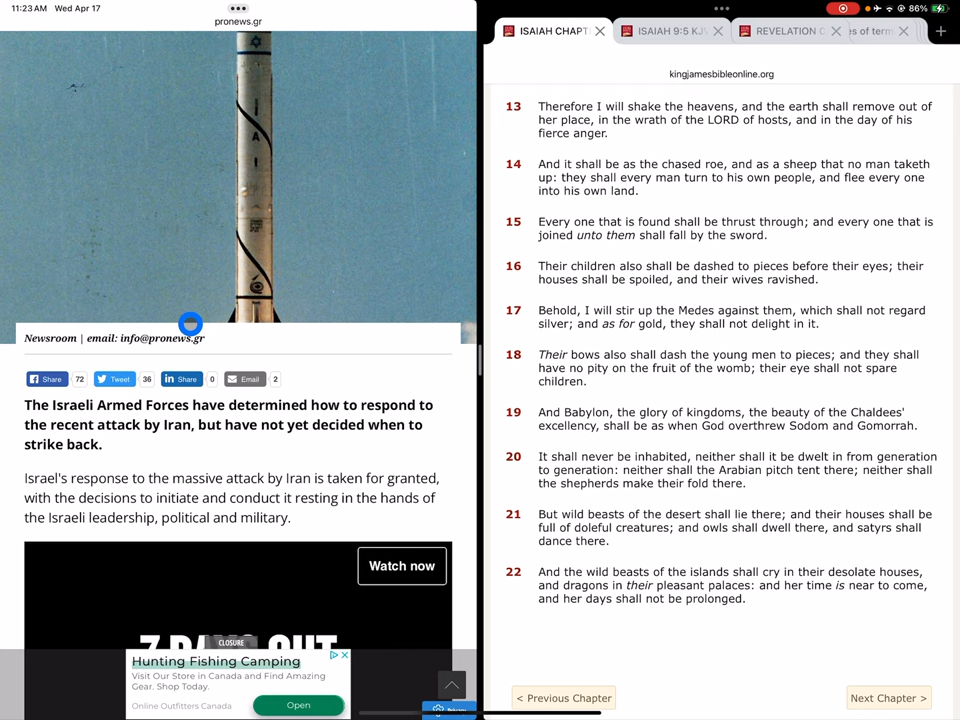 11:23 AM Wed Apr 17
86%
pronews.gr
I
A
I
Newsroom | email: info@pronews.gr
Share 72 Tweet 36 Share 0 Email 2
The Israeli Armed Forces have determined how to respond to
the recent attack by Iran, but have not yet decided when to
strike back.
Israel's response to the massive attack by Iran is taken for granted,
with the decisions to initiate and conduct it resting in the hands of
the Israeli leadership, political and military.
Watch now
7 DAYS OUT
CLOSURE
Hunting Fishing Camping
Visit Our Store in Canada and Find Amazing
Gear. Shop Today.
Online Outfitters Canada
Open
Privacy
ISAIAH CHAPT
ISAIAH 9:5 KJV
REVELATION
es of term
kingjamesbibleonline.org
13 Therefore I will shake the heavens, and the earth shall remove out of
her place, in the wrath of the LORD of hosts, and in the day of his
fierce anger.
14 And it shall be as the chased roe, and as a sheep that no man taketh
up: they shall every man turn to his own people, and flee every one
into his own land.
15 Every one that is found shall be thrust through; and every one that is
joined unto them shall fall by the sword.
16 Their children also shall be dashed to pieces before their eyes; their
houses shall be spoiled, and their wives ravished.
17 Behold, I will stir up the Medes against them, which shall not regard
silver; and as for gold, they shall not delight in it.
18 Their bows also shall dash the young men to pieces; and they shall
have no pity on the fruit of the womb; their eye shall not spare
children.
19 And Babylon, the glory of kingdoms, the beauty of the Chaldees'
excellency, shall be as when God overthrew Sodom and Gomorrah.
20 It shall never be inhabited, neither shall it be dwelt in from generation
to generation: neither shall the Arabian pitch tent there; neither shall
the shepherds make their fold there.
21 But wild beasts of the desert shall lie there; and their houses shall be
full of doleful creatures; and owls shall dwell there, and satyrs shall
dance there.
22 And the wild beasts of the islands shall cry in their desolate houses,
and dragons in their pleasant palaces: and her time is near to come,
and her days shall not be prolonged.
< Previous Chapter
Next Chapter >